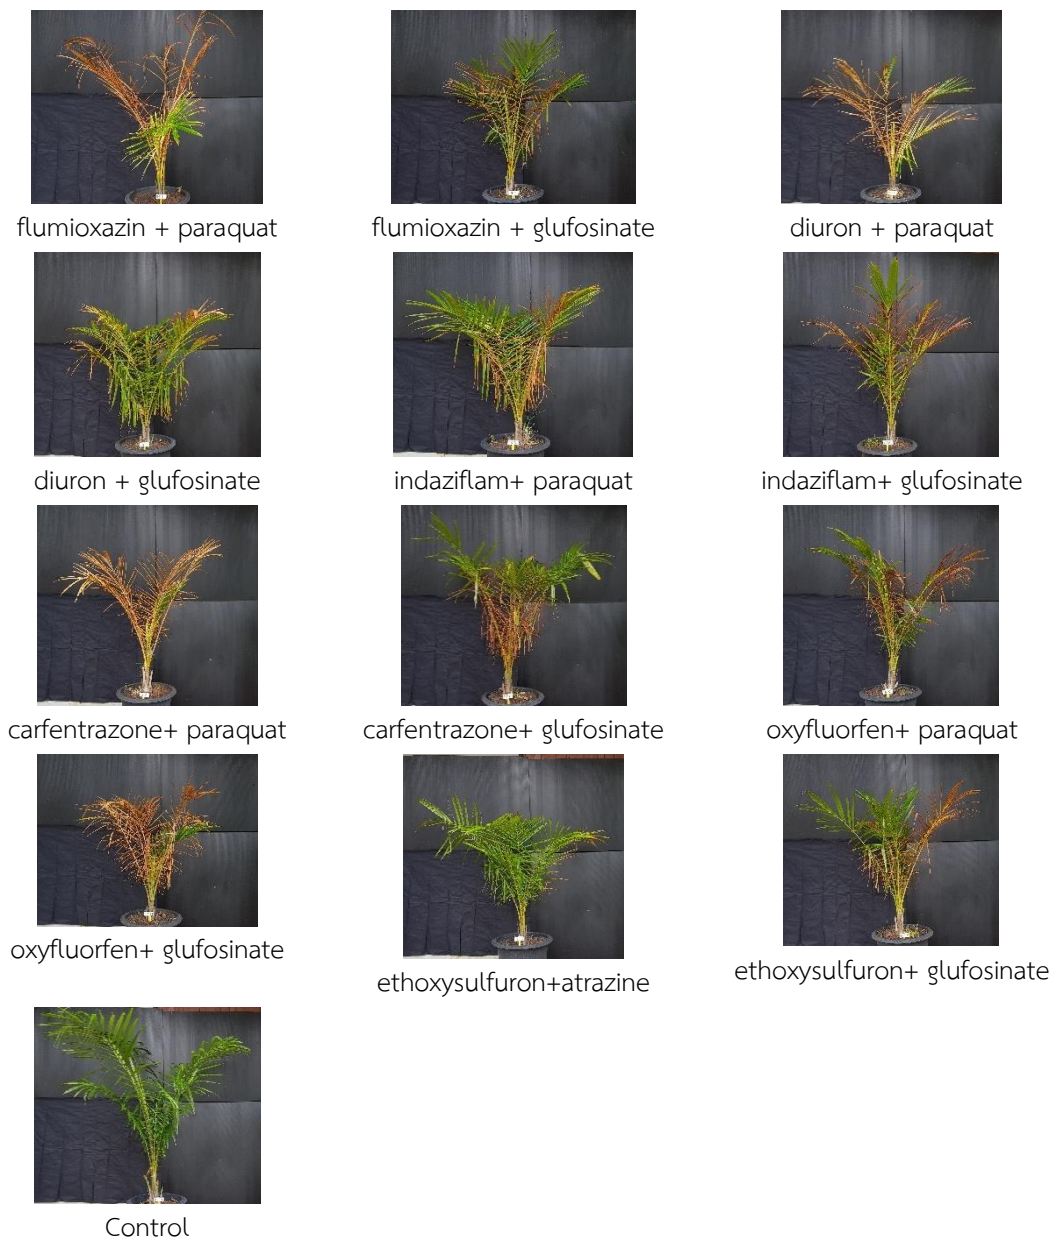 flumioxazin + paraquat
flumioxazin + glufosinate
diuron + paraquat
diuron + glufosinate
indaziflam+ paraquat
indaziflam+ glufosinate
carfentrazone+ paraquat
carfentrazone+ glufosinate
oxyfluorfen+ paraquat
oxyfluorfen+ glufosinate
ethoxysulfuron+atrazine
ethoxysulfuron+ glufosinate
Control